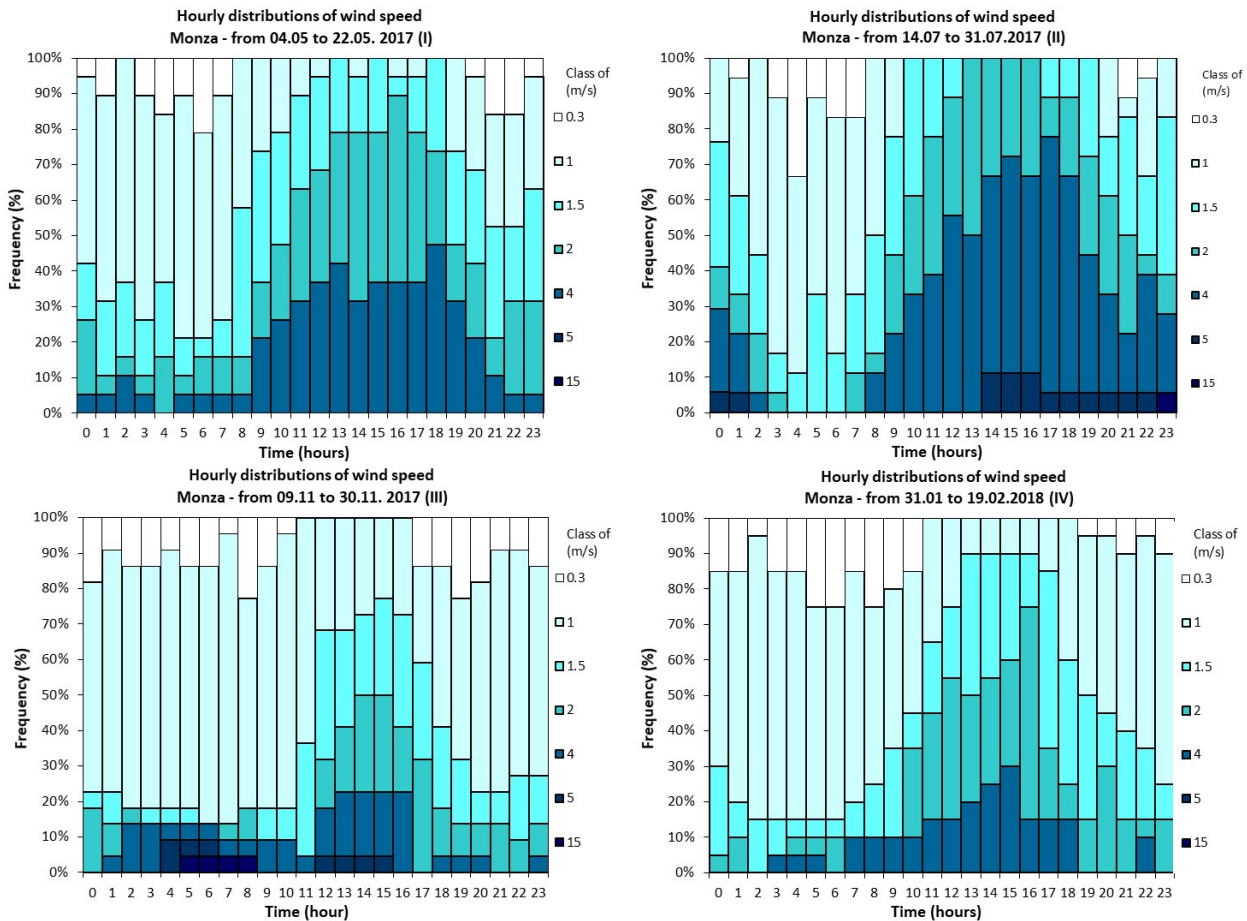 Hourly distributions of wind speed
Monza - from 04.05 to 22.05. 2017 (I)
100%
90%
80%
70%
60%
50%
40%
30%
20%
10%
0%
Frequency (%)
0 1 2 3 4 5 6 7 8 9 10 11 12 13 14 15 16 17 18 19 20 21 22 23
Time (hours)
Class of
(m/s)
0.3
1
1.5
2
4
5
15
Hourly distributions of wind speed
Monza - from 14.07 to 31.07.2017 (II)
100%
90%
80%
70%
60%
50%
40%
30%
20%
10%
0%
Frequency (%)
0 1 2 3 4 5 6 7 8 9 10 11 12 13 14 15 16 17 18 19 20 21 22 23
Time (hours)
Class of
(m/s)
0.3
1
1.5
2
4
5
15
Hourly distributions of wind speed
Monza - from 09.11 to 30.11. 2017 (III)
100%
90%
80%
70%
60%
50%
40%
30%
20%
10%
0%
Frequency (%)
0 1 2 3 4 5 6 7 8 9 10 11 12 13 14 15 16 17 18 19 20 21 22 23
Time (hour)
Class of
(m/s)
0.3
1
1.5
2
4
5
15
Hourly distributions of wind speed
Monza - from 31.01 to 19.02.2018 (IV)
100%
90%
80%
70%
60%
50%
40%
30%
20%
10%
0%
Frequency (%)
0 1 2 3 4 5 6 7 8 9 10 11 12 13 14 15 16 17 18 19 20 21 22 23
Time (hour)
Class of
(m/s)
0.3
1
1.5
2
4
5
15